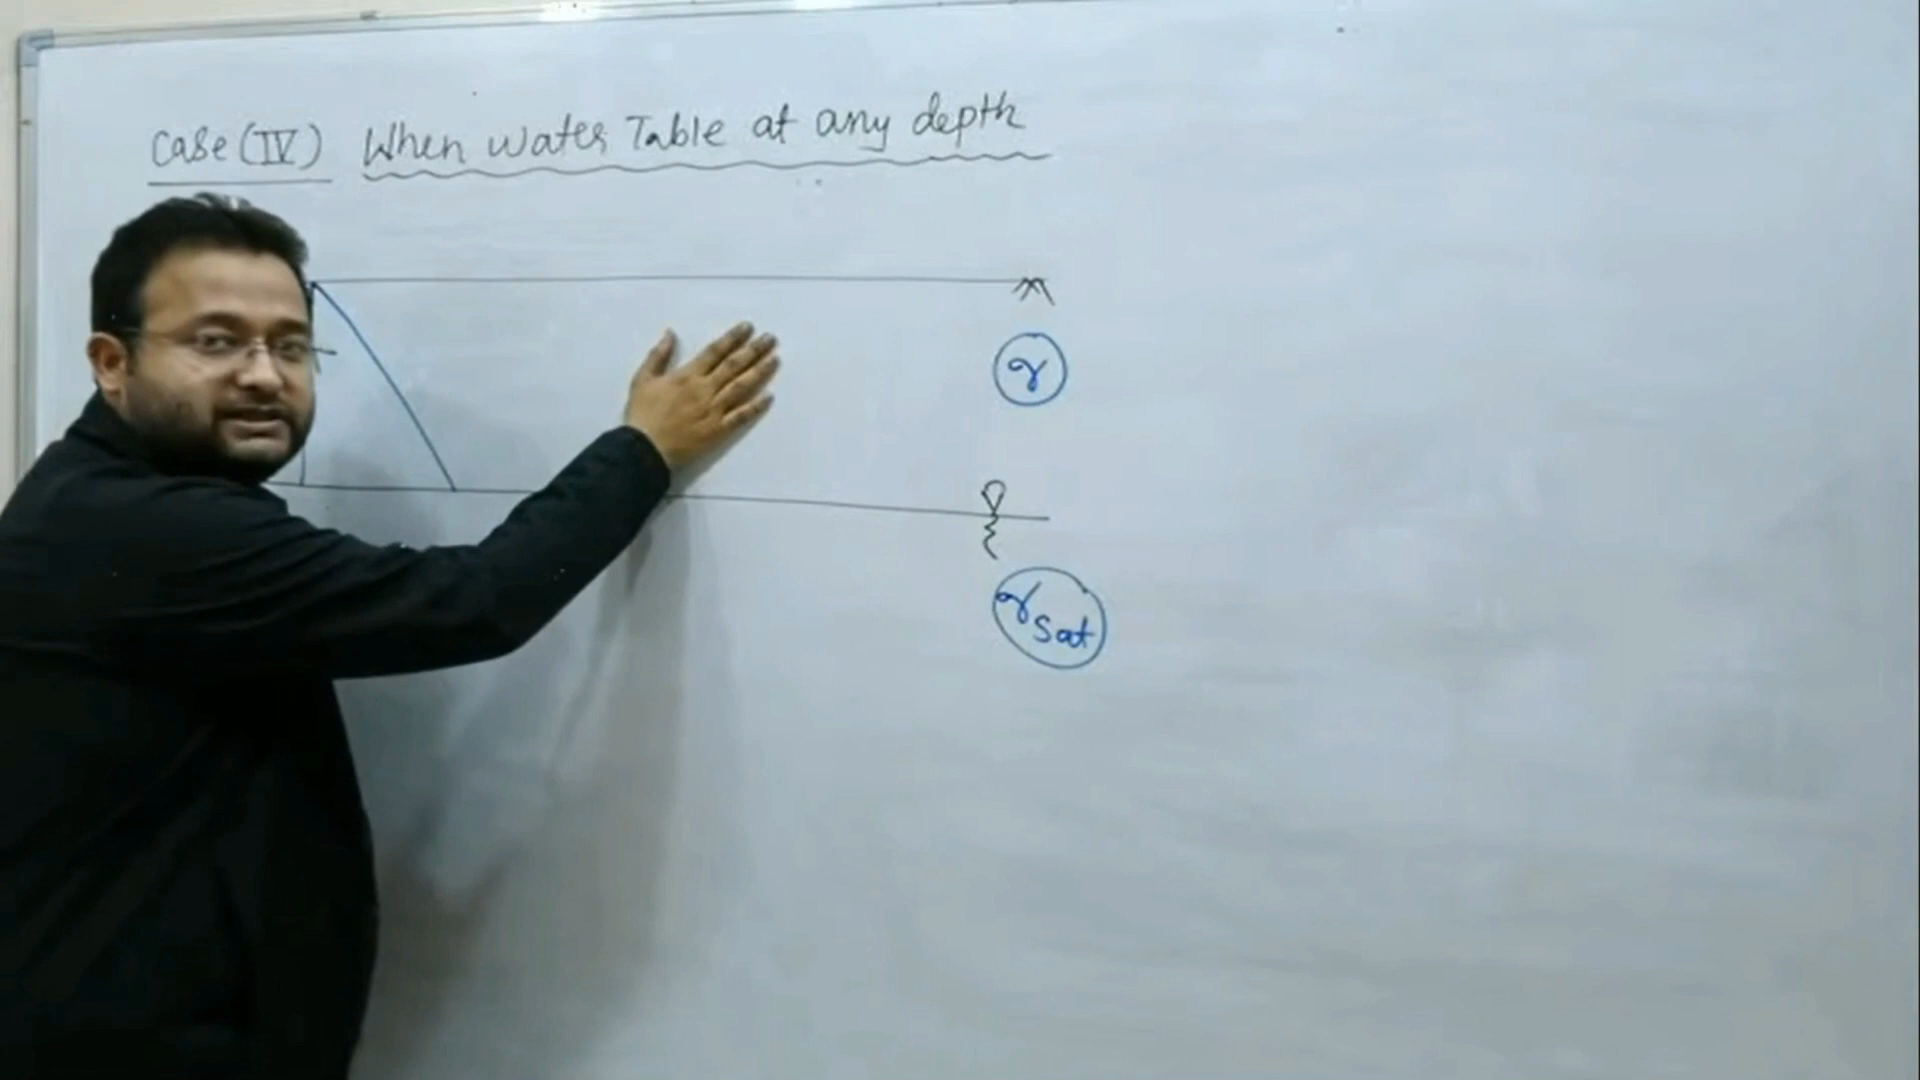 Case (IV) When Water Table at any depth
γ
γsat